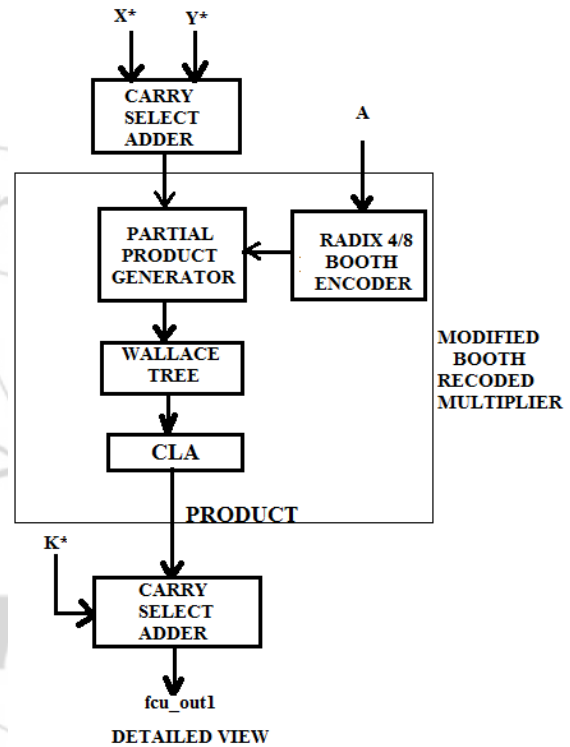 X* Y*
CARRY
SELECT
ADDER
A
PARTIAL
PRODUCT
GENERATOR
RADIX 4/8
BOOTH
ENCODER
WALLACE
TREE
MODIFIED
BOOTH
RECODED
MULTIPLIER
CLA
PRODUCT
K*
CARRY
SELECT
ADDER
fcu_out1
DETAILED VIEW